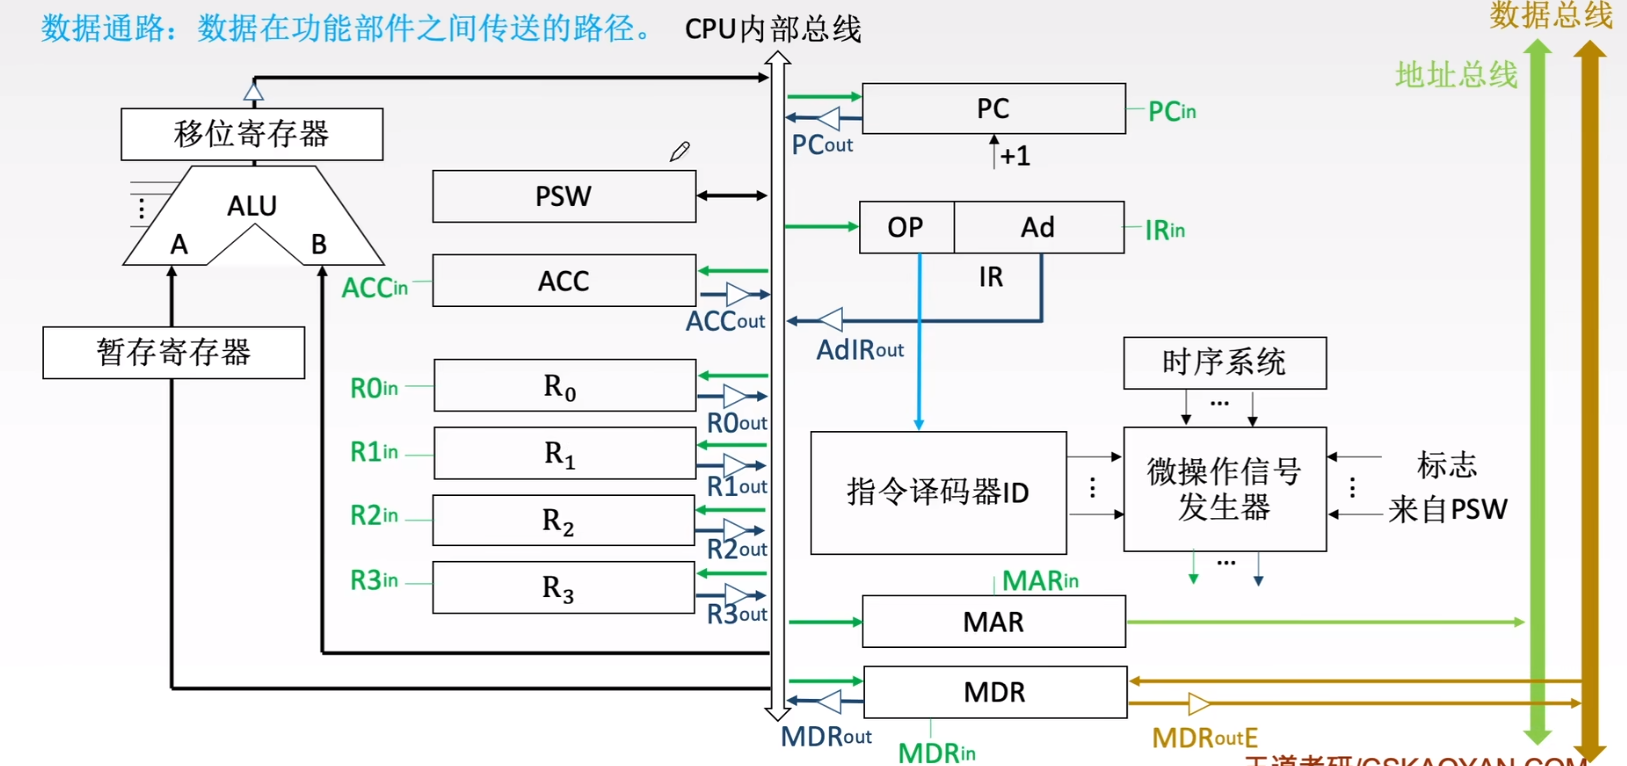 数据通路：数据在功能部件之间传送的路径。
CPU内部总线
数据总线
地址总线
移位寄存器
ALU
A
B
暂存寄存器
PSW
ACC
ACCin
ACCout
R0
R0in
R0out
R1
R1in
R1out
R2
R2in
R2out
R3
R3in
R3out
PC
PCin
PCout
+1
OP
Ad
IRin
IR
AdIRout
时序系统
...
指令译码器ID
微操作信号
发生器
标志
来自PSW
...
MARin
MAR
MDR
MDRout
MDRin
MDRoutE
王道考研/CSKAOYAN.COM